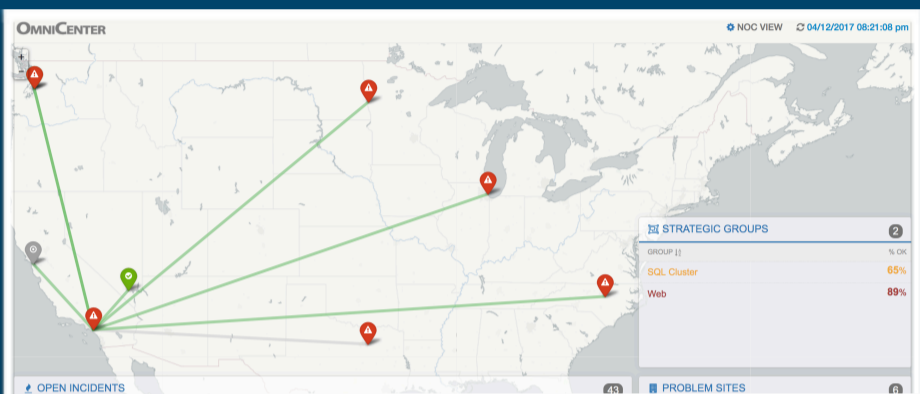 OMNICENTER
NOC VIEW 04/12/2017 08:21:08 pm
+
−
STRATEGIC GROUPS 2
GROUP % OK
SQL Cluster 65%
Web 89%
OPEN INCIDENTS 43
PROBLEM SITES 6